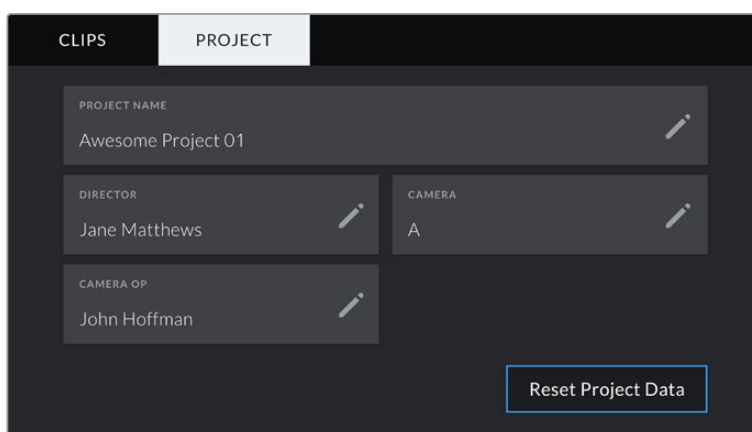 CLIPS PROJECT
PROJECT NAME
Awesome Project 01
DIRECTOR
Jane Matthews
CAMERA
A
CAMERA OP
John Hoffman
Reset Project Data